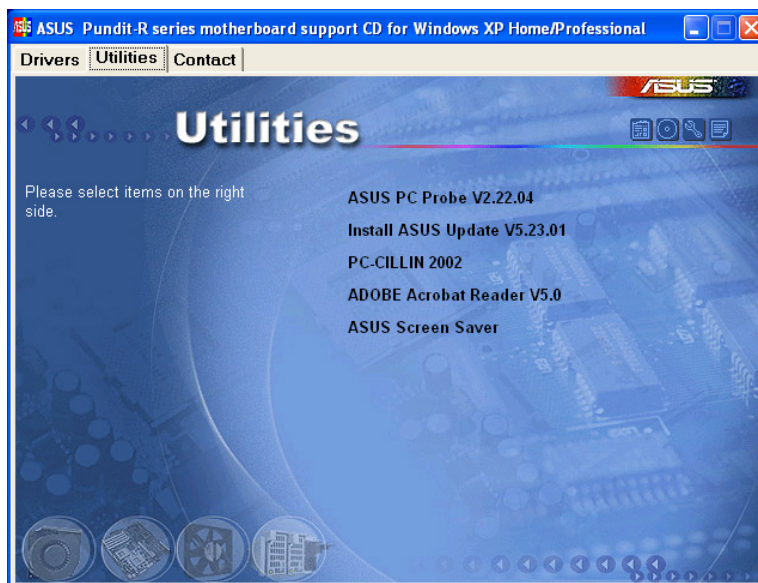 ASUS Pundit-R series motherboard support CD for Windows XP Home/Professional
Drivers Utilities Contact
ASUS
Utilities
Please select items on the right
side.
ASUS PC Probe V2.22.04
Install ASUS Update V5.23.01
PC-CILLIN 2002
ADOBE Acrobat Reader V5.0
ASUS Screen Saver